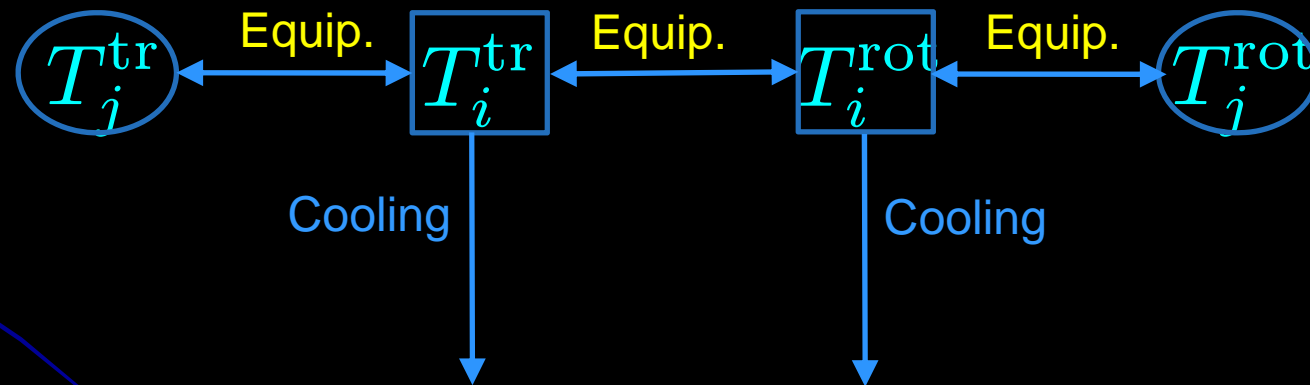 Equip. Equip. Equip.
T_j^tr T_i^tr T_i^rot T_j^rot
Cooling Cooling